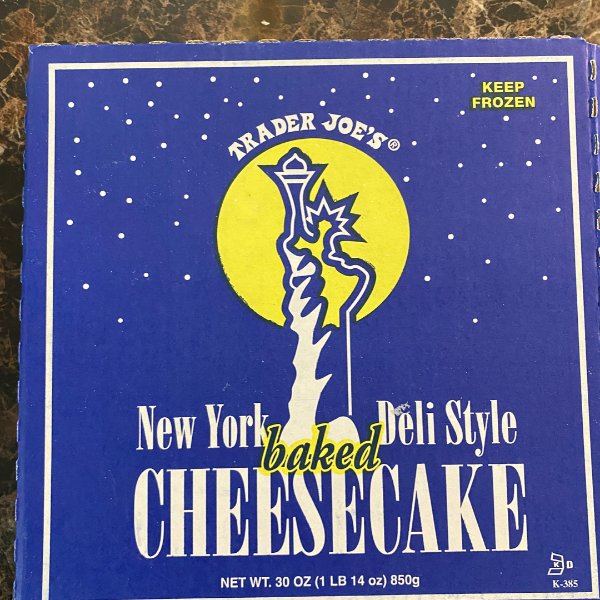 KEEP
FROZEN
TRADER JOE'S®
New York Deli Style
baked
CHEESECAKE
NET WT. 30 OZ (1 LB 14 oz) 850g
K D
K-385